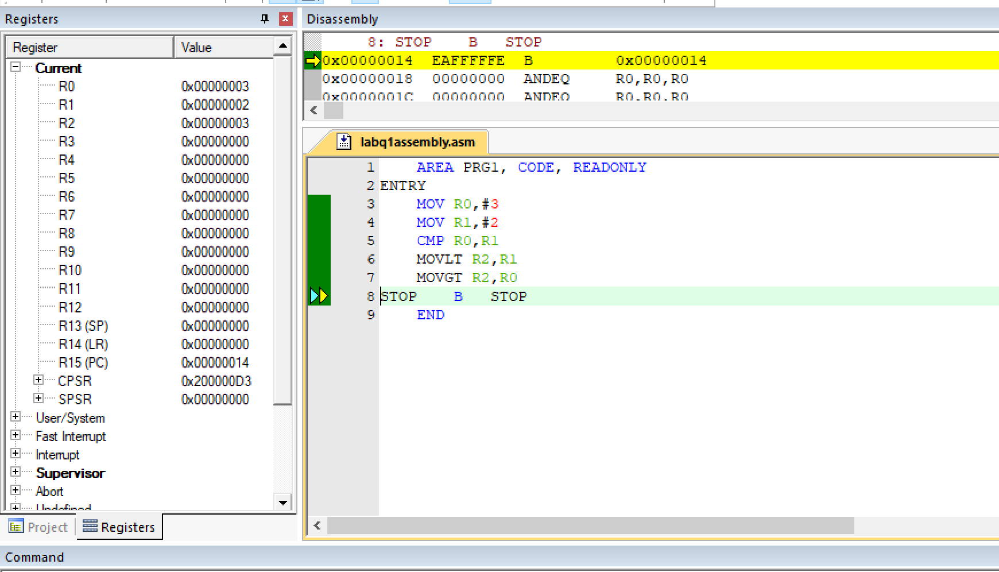 Registers
Register Value
Current
R0 0x00000003
R1 0x00000002
R2 0x00000003
R3 0x00000000
R4 0x00000000
R5 0x00000000
R6 0x00000000
R7 0x00000000
R8 0x00000000
R9 0x00000000
R10 0x00000000
R11 0x00000000
R12 0x00000000
R13 (SP) 0x00000000
R14 (LR) 0x00000000
R15 (PC) 0x00000014
CPSR 0x200000D3
SPSR 0x00000000
User/System
Fast Interrupt
Interrupt
Supervisor
Abort
Undefined
Project Registers
Disassembly
8: STOP B STOP
0x00000014 EAFFFFFE B 0x00000014
0x00000018 00000000 ANDEQ R0,R0,R0
0x0000001C 00000000 ANDEQ R0,R0,R0
labq1assembly.asm
1 AREA PRG1, CODE, READONLY
2 ENTRY
3 MOV R0,#3
4 MOV R1,#2
5 CMP R0,R1
6 MOVLT R2,R1
7 MOVGT R2,R0
8 STOP B STOP
9 END
Command